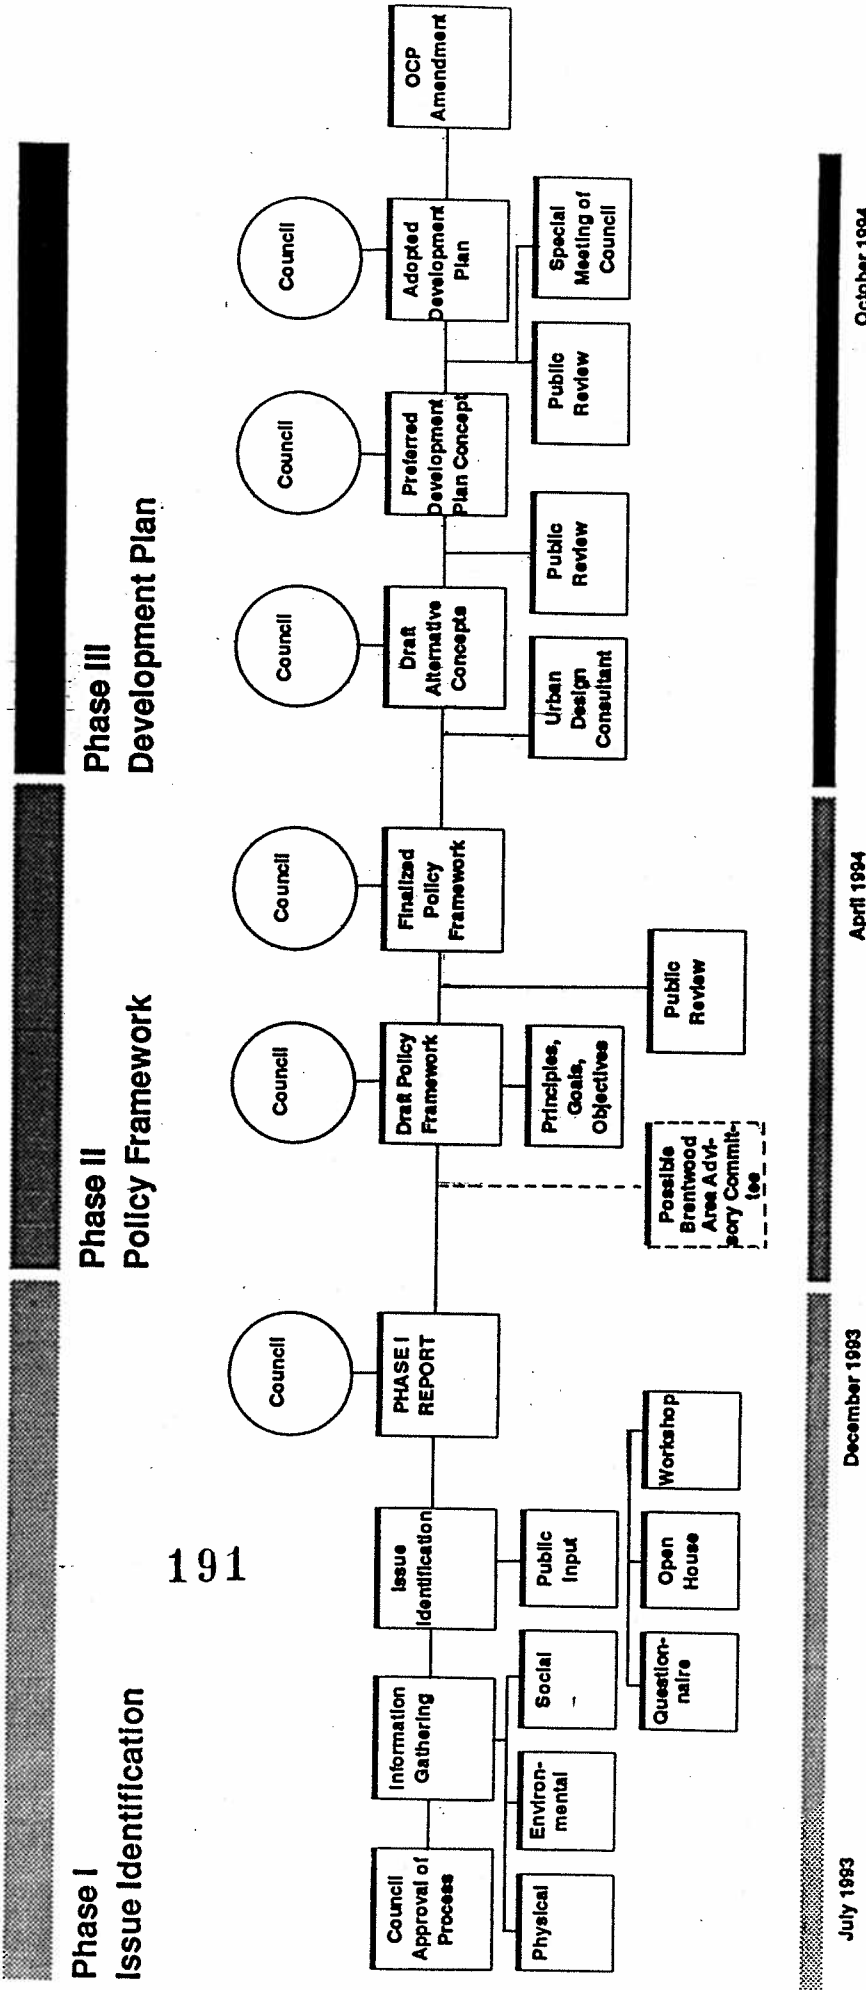 Phase I
Issue Identification
Phase II
Policy Framework
Phase III
Development Plan
191
Council
Council
Council
Council
Council
Council
Council
Approval of
Process
Information
Gathering
Issue
Identification
PHASE I
REPORT
Draft Policy
Framework
Finalized
Policy
Framework
Draft
Alternative
Concepts
Preferred
Development
Plan Concept
Adopted
Development
Plan
OCP
Amendment
Physical
Environ-
mental
Social
Public
Input
Principles,
Goals,
Objectives
Urban
Design
Consultant
Public
Review
Public
Review
Special
Meeting of
Council
Question-
naire
Open
House
Workshop
Possible
Brentwood
Area Advi-
sory Commit-
tee
Public
Review
July 1993
December 1993
April 1994
October 1994